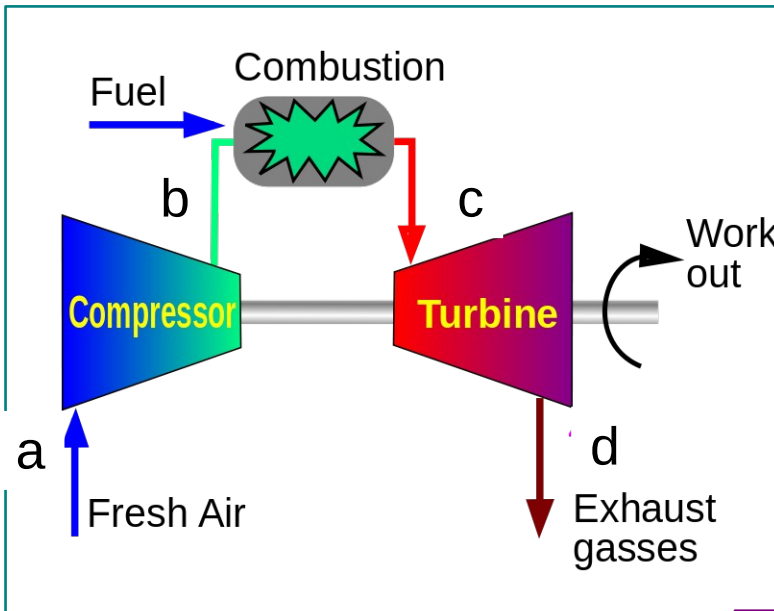 Combustion
Fuel
b
c
Work
out
Compressor
Turbine
a
d
Fresh Air
Exhaust
gasses